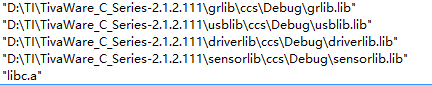 "D:\TI\TivaWare_C_Series-2.1.2.111\grlib\ccs\Debug\grlib.lib"
"D:\TI\TivaWare_C_Series-2.1.2.111\usblib\ccs\Debug\usblib.lib"
"D:\TI\TivaWare_C_Series-2.1.2.111\driverlib\ccs\Debug\driverlib.lib"
"D:\TI\TivaWare_C_Series-2.1.2.111\sensorlib\ccs\Debug\sensorlib.lib"
"libc.a"